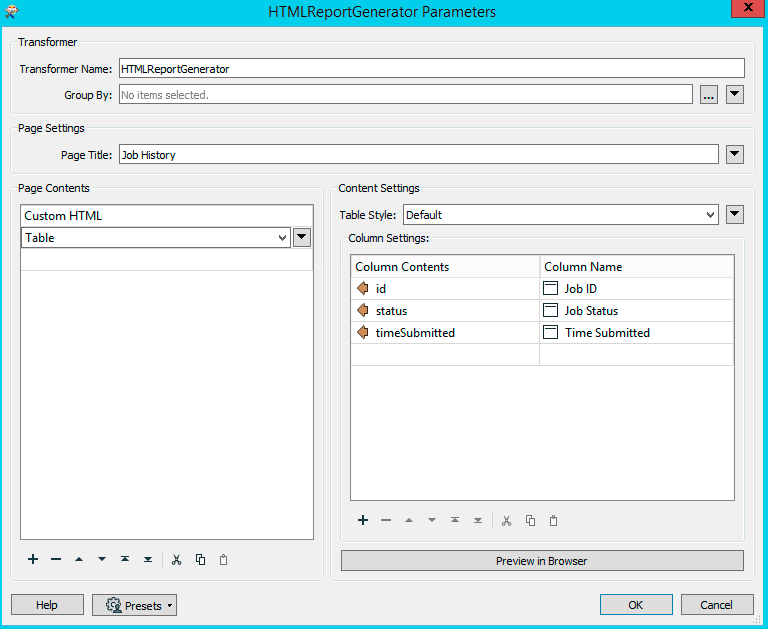 HTMLReportGenerator Parameters
x
Transformer
Transformer Name: HTMLReportGenerator
Group By: No items selected. ...
Page Settings
Page Title: Job History
Page Contents
Custom HTML
Table
Content Settings
Table Style: Default
Column Settings:
Column Contents Column Name
id Job ID
status Job Status
timeSubmitted Time Submitted
Preview in Browser
Help Presets OK Cancel